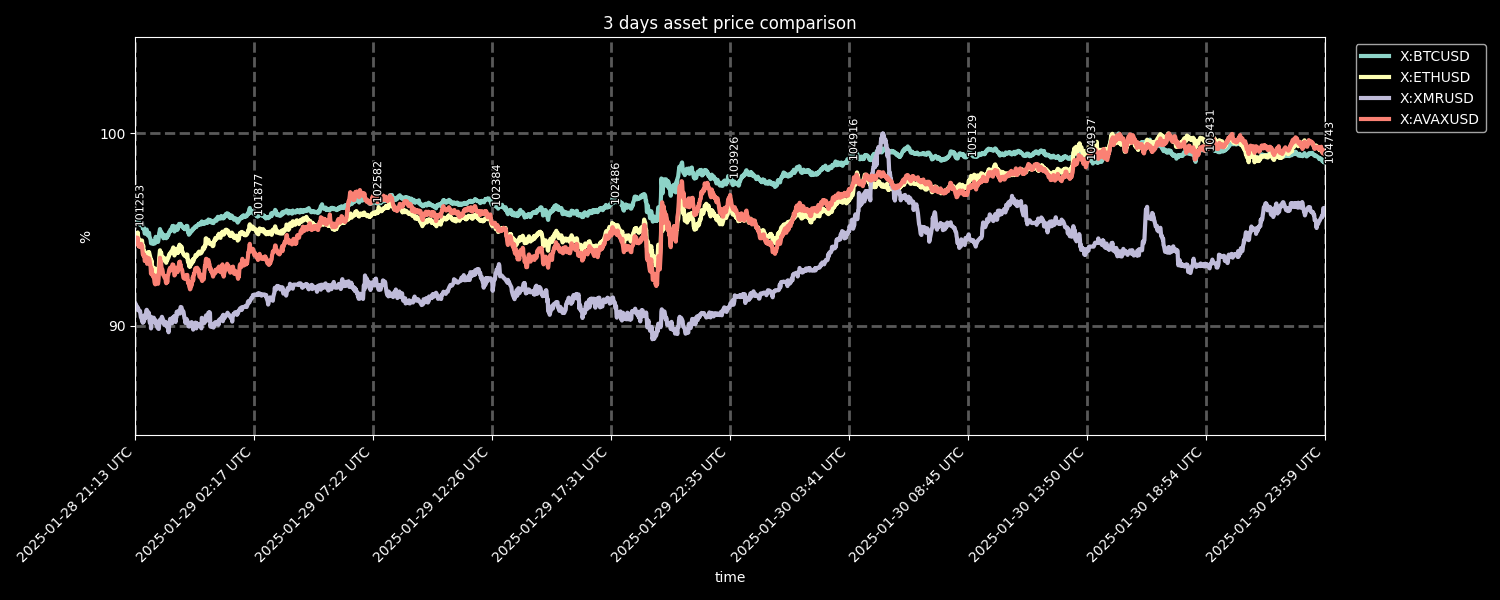 3 days asset price comparison
X:BTCUSD
X:ETHUSD
X:XMRUSD
X:AVAXUSD
%
100
90
101253
101877
102582
102384
102486
103926
104916
105129
104937
105431
104743
2025-01-28 21:13 UTC
2025-01-29 02:17 UTC
2025-01-29 07:22 UTC
2025-01-29 12:26 UTC
2025-01-29 17:31 UTC
2025-01-29 22:35 UTC
2025-01-30 03:41 UTC
2025-01-30 08:45 UTC
2025-01-30 13:50 UTC
2025-01-30 18:54 UTC
2025-01-30 23:59 UTC
time